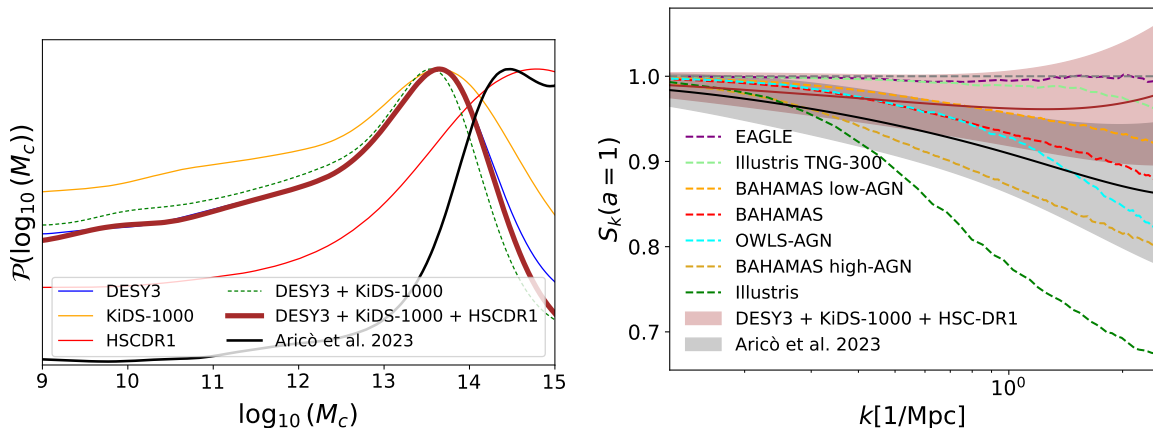 𝒫(log₁₀(M_c))
DESY3
KiDS-1000
HSCDR1
DESY3 + KiDS-1000
DESY3 + KiDS-1000 + HSCDR1
Aricò et al. 2023
9 10 11 12 13 14 15
log₁₀(M_c)
S_k(a = 1)
1.0
0.9
0.8
0.7
EAGLE
Illustris TNG-300
BAHAMAS low-AGN
BAHAMAS
OWLS-AGN
BAHAMAS high-AGN
Illustris
DESY3 + KiDS-1000 + HSC-DR1
Aricò et al. 2023
10⁰
k[1/Mpc]